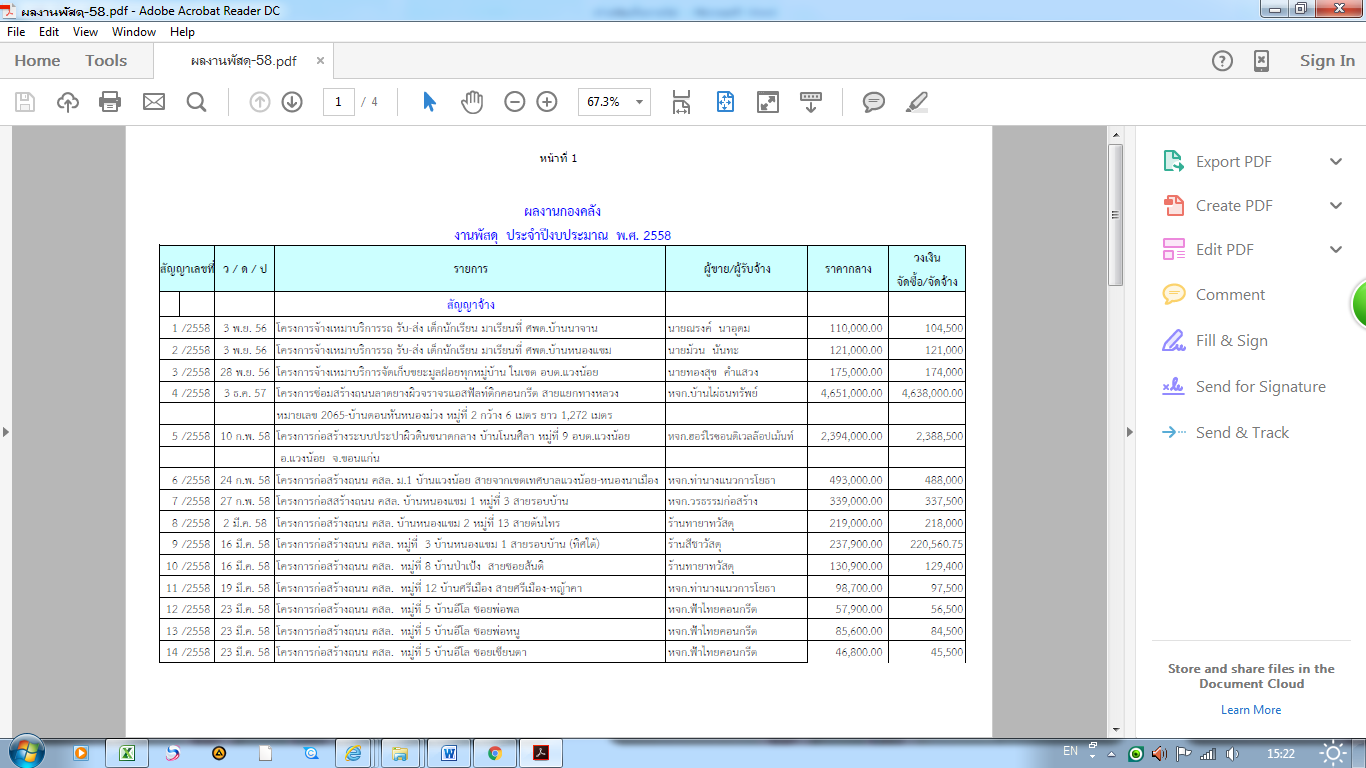 ผลงานพัสดุ-58.pdf - Adobe Acrobat Reader DC
File Edit View Window Help
Home Tools ผลงานพัสดุ-58.pdf × Sign In
1 / 4 67.3%
หน้าที่ 1
ผลงานกองคลัง
งานพัสดุ ประจำปีงบประมาณ พ.ศ. 2558
สัญญาเลขที่ ว / ด / ป รายการ ผู้ขาย/ผู้รับจ้าง ราคากลาง วงเงิน
จัดซื้อ/จัดจ้าง
สัญญาจ้าง
1 /2558 3 พ.ย. 56 โครงการจ้างเหมาบริการรถ รับ-ส่ง เด็กนักเรียน มาเรียนที่ ศพด.บ้านนาจาน นายณรงค์ นาอุดม 110,000.00 104,500
2 /2558 3 พ.ย. 56 โครงการจ้างเหมาบริการรถ รับ-ส่ง เด็กนักเรียน มาเรียนที่ ศพด.บ้านหนองแขม นายม้วน นันทะ 121,000.00 121,000
3 /2558 28 พ.ย. 56 โครงการจ้างเหมาบริการจัดเก็บขยะมูลฝอยทุกหมู่บ้าน ในเขต อบต.แวงน้อย นายทองสุข คำแสวง 175,000.00 174,000
4 /2558 3 ธ.ค. 57 โครงการซ่อมสร้างถนนลาดยางผิวจราจรแอสฟัลท์ติกคอนกรีต สายแยกทางหลวง หจก.บ้านไผ่ธนทรัพย์ 4,651,000.00 4,638,000.00
หมายเลข 2065-บ้านดอนหันหนองม่วง หมู่ที่ 2 กว้าง 6 เมตร ยาว 1,272 เมตร
5 /2558 10 ก.พ. 58 โครงการก่อสร้างระบบประปาผิวดินขนาดกลาง บ้านโนนศิลา หมู่ที่ 9 อบต.แวงน้อย หจก.ฮอร์ไรซอนดิเวลล๊อปเม้นท์ 2,394,000.00 2,388,500
อ.แวงน้อย จ.ขอนแก่น
6 /2558 24 ก.พ. 58 โครงการก่อสร้างถนน คสล. ม.1 บ้านแวงน้อย สายจากเขตเทศบาลแวงน้อย-หนองนาเมือง หจก.ท่านางแนวการโยธา 493,000.00 488,000
7 /2558 27 ก.พ. 58 โครงการก่อสสร้างถนน คสล. บ้านหนองแขม 1 หมู่ที่ 3 สายรอบบ้าน หจก.วรธรรมก่อสร้าง 339,000.00 337,500
8 /2558 2 มี.ค. 58 โครงการก่อสร้างถนน คสล. บ้านหนองแขม 2 หมู่ที่ 13 สายต้นไทร ร้านทายาทวัสดุ 219,000.00 218,000
9 /2558 16 มี.ค. 58 โครงการก่อสร้างถนน คสล. หมู่ที่ 3 บ้านหนองแขม 1 สายรอบบ้าน (ทิศใต้) ร้านสีชาวัสดุ 237,900.00 220,560.75
10 /2558 16 มี.ค. 58 โครงการก่อสร้างถนน คสล. หมู่ที่ 8 บ้านป่าเป้ง สายซอยสันติ ร้านทายาทวัสดุ 130,900.00 129,400
11 /2558 19 มี.ค. 58 โครงการก่อสร้างถนน คสล. หมู่ที่ 12 บ้านศรีเมือง สายศรีเมือง-หญ้าคา หจก.ท่านางแนวการโยธา 98,700.00 97,500
12 /2558 23 มี.ค. 58 โครงการก่อสร้างถนน คสล. หมู่ที่ 5 บ้านอีโล ซอยพ่อพล หจก.ฟ้าไทยคอนกรีต 57,900.00 56,500
13 /2558 23 มี.ค. 58 โครงการก่อสร้างถนน คสล. หมู่ที่ 5 บ้านอีโล ซอยพ่อหนู หจก.ฟ้าไทยคอนกรีต 85,600.00 84,500
14 /2558 23 มี.ค. 58 โครงการก่อสร้างถนน คสล. หมู่ที่ 5 บ้านอีโล ซอยเซียนดา หจก.ฟ้าไทยคอนกรีต 46,800.00 45,500
Export PDF
Create PDF
Edit PDF
Comment
Fill & Sign
Send for Signature
Send & Track
Store and share files in the
Document Cloud
Learn More
EN 15:22